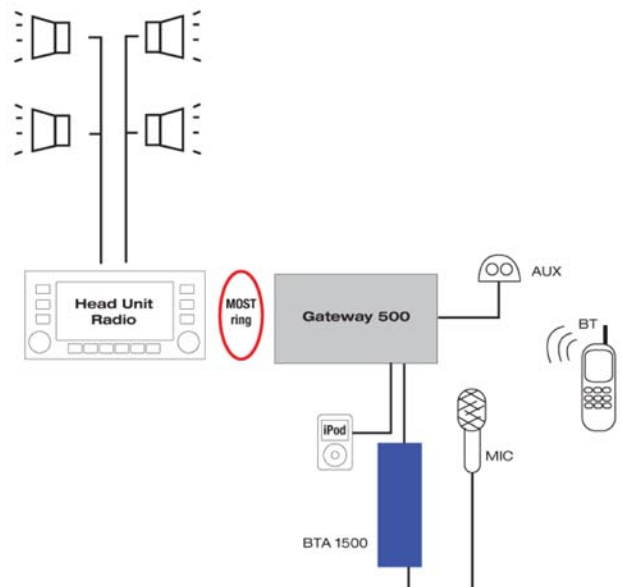 Head Unit
Radio
MOST
ring
Gateway 500
AUX
BT
iPod
MIC
BTA 1500